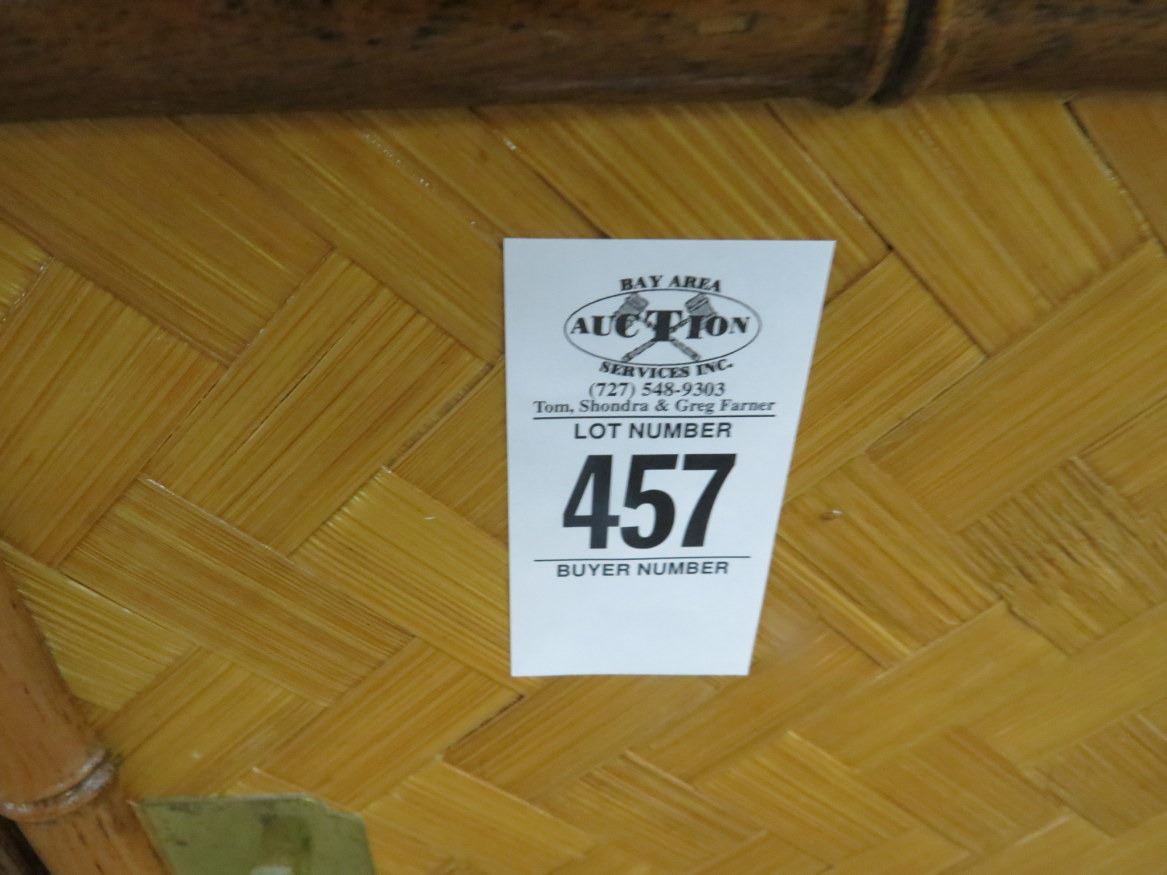 BAY AREA
AUCTION
SERVICES INC.
(727) 548-9303
Tom, Shondra & Greg Farner
LOT NUMBER
457
BUYER NUMBER